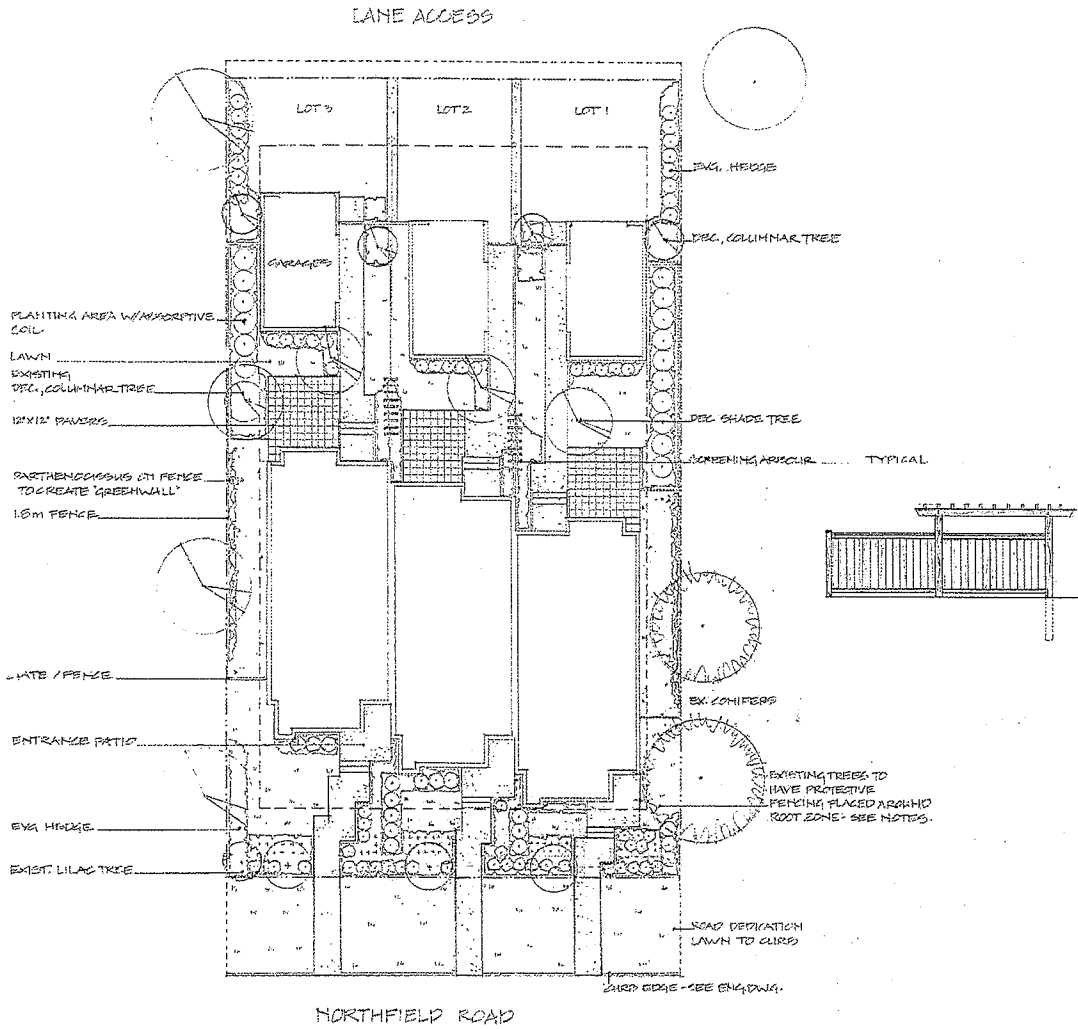 LANE ACCESS
LOT 3
LOT 2
LOT 1
EVG. HEDGE
DEC, COLUMNAR TREE
GARAGES
PLANTING AREA W/ABSORPTIVE
COIL
LAWN
EXISTING
DEC, COLUMNAR TREE
12"X12" PAVERS
DEC SHADE TREE
SCREENING ARBOUR ..... TYPICAL
PARTHENOCISSUS ON FENCE
TO CREATE "GREENWALL"
1.8m FENCE
GATE / FENCE
EX. CONIFERS
ENTRANCE PATIO
EXISTING TREES TO
HAVE PROTECTIVE
FENCING PLACED AROUND
ROOT ZONE - SEE NOTES.
EVG HEDGE
EXIST. LILAC TREE
ROAD DEDICATION
LAWN TO CURB
CURB EDGE - SEE ENG.DWG.
NORTHFIELD ROAD